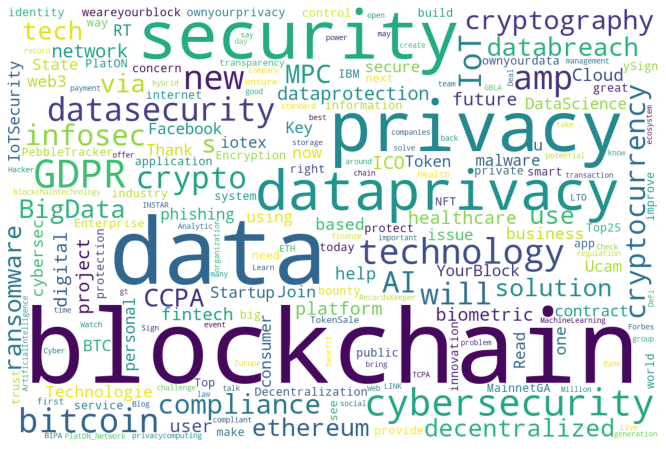 identity
weareyourblock
ownyourprivacy
security
control
open
build
cryptography
tech
way
RT
power
may
create
State
PlatON
network
concern
web3
MPC
IBM
secure
next
IoT
ownyourdata
management
databreach
say
day
transparency
record
hybrid
payment
internet
via
new
company
ensure
good
standard
dataprotection
information
amp
Cloud
team
Deal
GBLA
ySign
great
IoTSecurity
datasecurity
Facebook
Key
best
privacy
future
DataScience
ecosystem
infosec
PebbleTracker
iotex
now
offer
Thank
s
Encryption
storage
companies
solve
back
u
malware
take
Hacker
application
right
ICO
Token
private
smart
potential
know
cryptocurrency
GDPR
crypto
system
around
chain
dataprivacy
Health
transaction
blockchaintechnology
industry
NFT
LTO
improve
BigData
phishing
using
based
protect
healthcare
use
Top25
INSTAR
Enterprise
data
many
organization
ETH
need
today
important
issue
business
app
Check
regulation
ransomware
cybersec
digital
project
protection
Analytic
finance
technology
Ucam
Learn
help
AI
will
YourBlock
solution
DeFi
ArtificialIntelligence
personal
CCPA
Startup
Join
bounty
RecordsKeeper
biometric
gt
time
fintech
big
platform
contract
MachineLearning
Forbes
BTC
Watch
Sign
event
consumer
TokenSale
public
bring
innovation
Read
one
group
world
Cyber
blockchain
benefit
problem
Bank
trust
Technologie
challenge
Top
talk
Europe
Decentralization
see
Web
LINK
TCPA
MainnetGA
Million
Live
generation
first
service
Blog
law
compliance
compliant
social
cybersecurity
bitcoin
user
make
ethereum
provide
decentralized
BIPA
PlatON_Network
privacycomputing